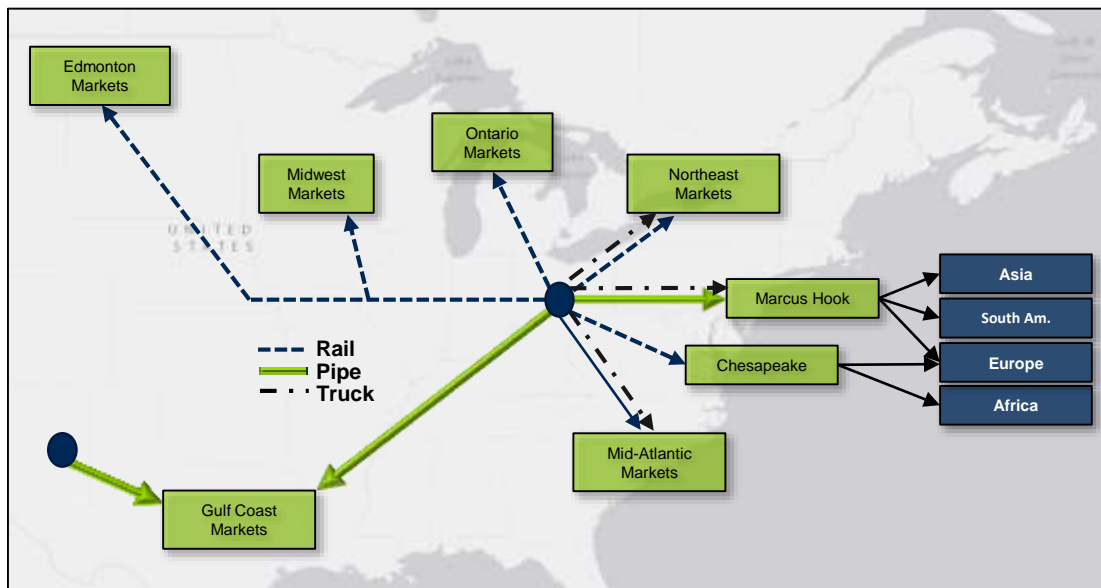 Edmonton
Markets
Ontario
Markets
Midwest
Markets
Northeast
Markets
UNITED
STATES
Asia
Marcus Hook
South Am.
Rail
Pipe
Truck
Chesapeake
Europe
Africa
Mid-Atlantic
Markets
Gulf Coast
Markets